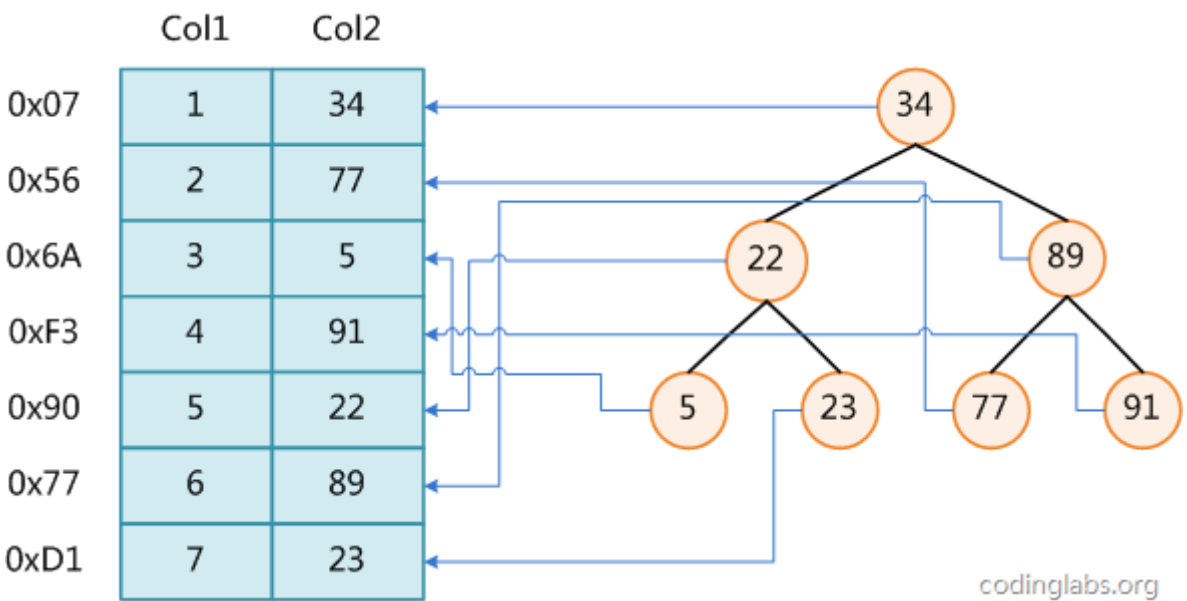 Col1 Col2
0x07 1 34 34
0x56 2 77
0x6A 3 5 22 89
0xF3 4 91
0x90 5 22 5 23 77 91
0x77 6 89
0xD1 7 23
codinglabs.org